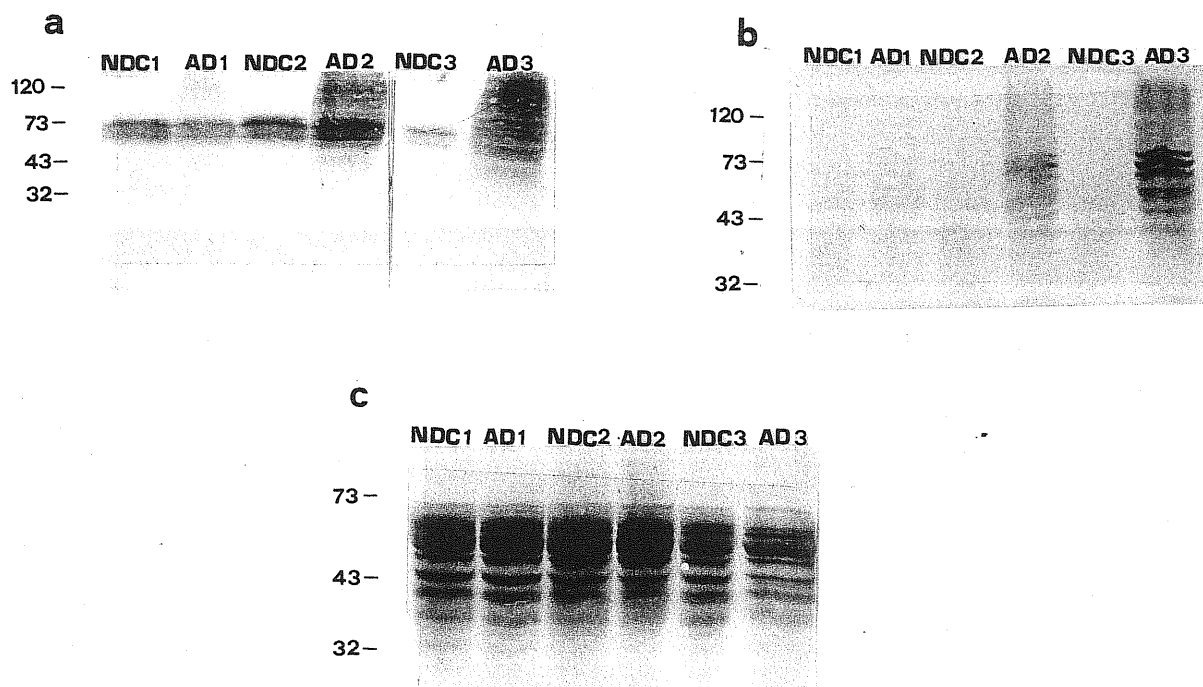 a
NDC1 AD1 NDC2 AD2 NDC3 AD3
120 –
73 –
43 –
32 –
b
NDC1 AD1 NDC2 AD2 NDC3 AD3
120 –
73 –
43 –
32 –
c
NDC1 AD1 NDC2 AD2 NDC3 AD3
73 –
43 –
32 –